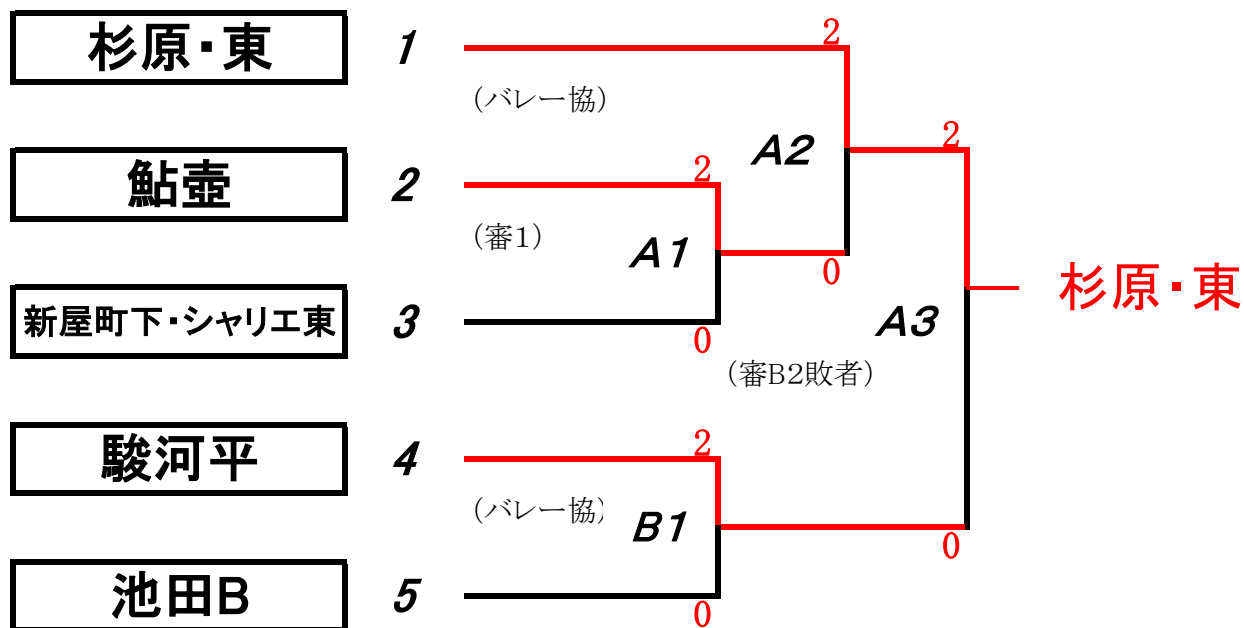 杉原・東 1 2
(バレー協)
A2 2
鮎壺 2 2
(審1)
A1
0
杉原・東
新屋町下・シャリエ東 3 0
A3
(審B2敗者)
駿河平 4 2
(バレー協)
B1
0
池田B 5 0